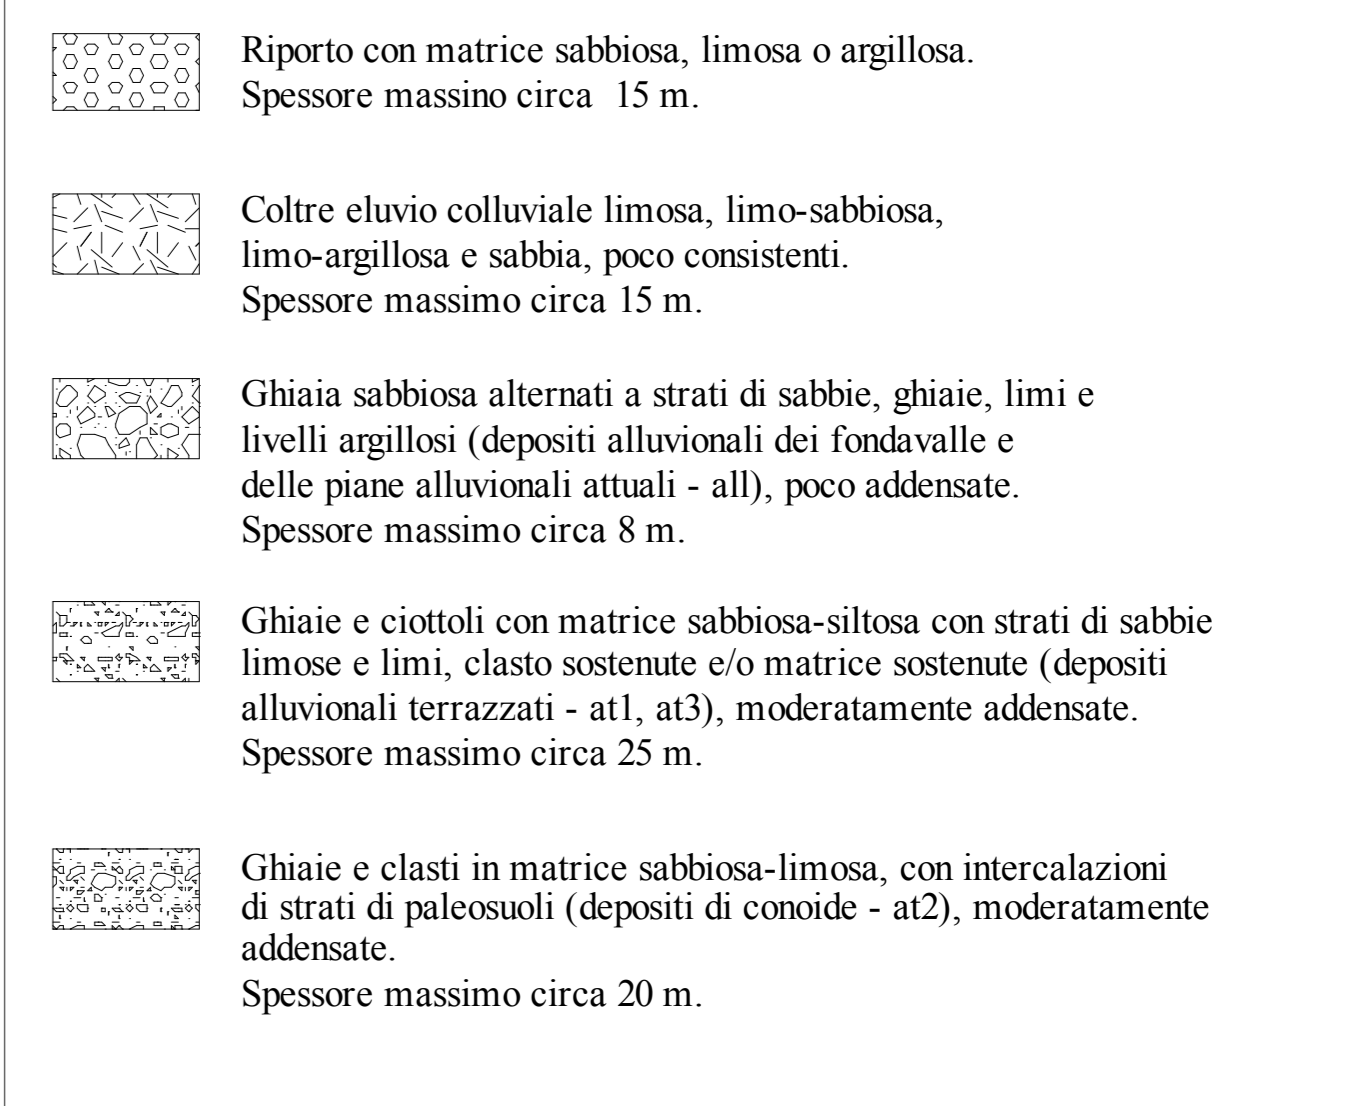 Riporto con matrice sabbiosa, limosa o argillosa.
Spessore massino circa  15 m.
Coltre eluvio colluviale limosa, limo-sabbiosa,
limo-argillosa e sabbia, poco consistenti.
Spessore massimo circa 15 m.
Ghiaia sabbiosa alternati a strati di sabbie, ghiaie, limi e
livelli argillosi (depositi alluvionali dei fondavalle e
delle piane alluvionali attuali - all), poco addensate.
Spessore massimo circa 8 m.
Ghiaie e ciottoli con matrice sabbiosa-siltosa con strati di sabbie
limose e limi, clasto sostenute e/o matrice sostenute (depositi
alluvionali terrazzati - at1, at3), moderatamente addensate.
Spessore massimo circa 25 m.
Ghiaie e clasti in matrice sabbiosa-limosa, con intercalazioni
di strati di paleosuoli (depositi di conoide - at2), moderatamente
addensate.
Spessore massimo circa 20 m.